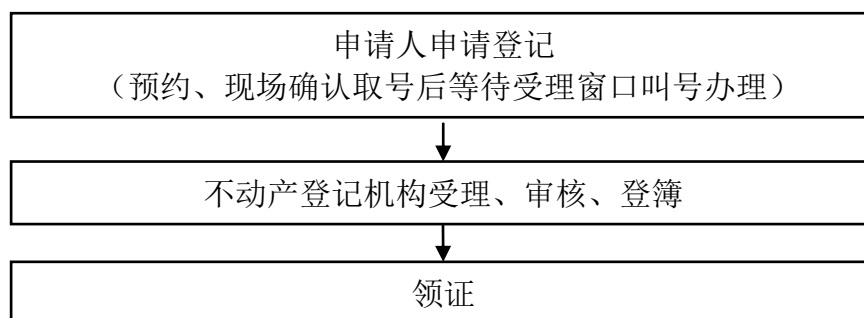 申请人申请登记
（预约、现场确认取号后等待受理窗口叫号办理）
不动产登记机构受理、审核、登簿
领证